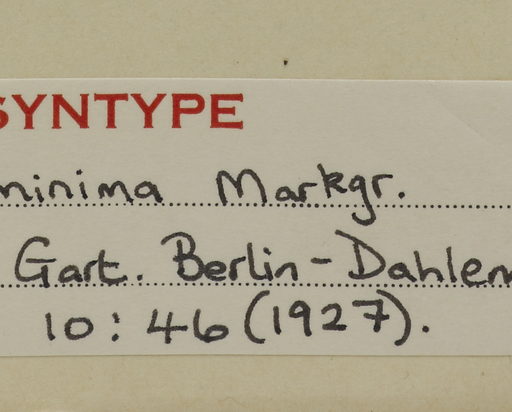 SYNTYPE
minima Markgr.
Gart. Berlin-Dahlem
10: 46 (1927).